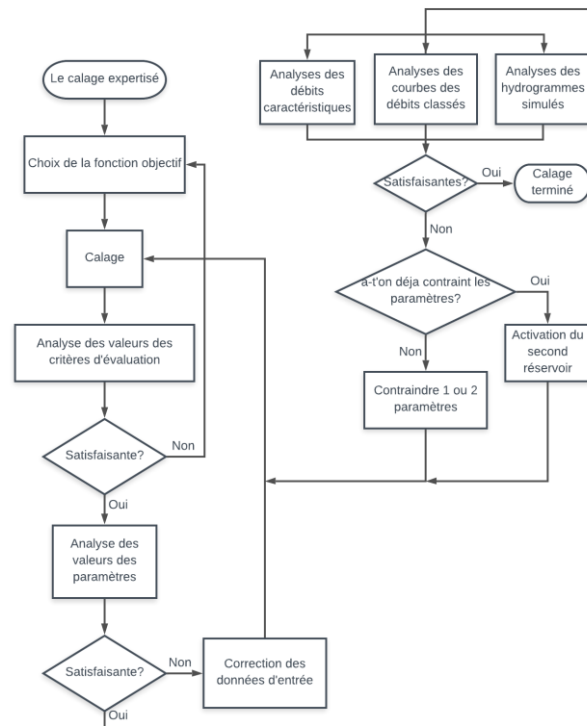 Le calage expertisé
Choix de la fonction objectif
Calage
Analyse des valeurs des
critères d'évaluation
Satisfaisante?
Non
Oui
Analyse des
valeurs des
paramètres
Satisfaisante?
Non
Correction des
données d'entrée
Oui
Analyses des
débits
caractéristiques
Analyses des
courbes des
débits classés
Analyses des
hydrogrammes
simulés
Satisfaisantes?
Oui
Calage
terminé
Non
a-t'on déja contraint les
paramètres?
Oui
Activation du
second
réservoir
Non
Contraindre 1 ou 2
paramètres